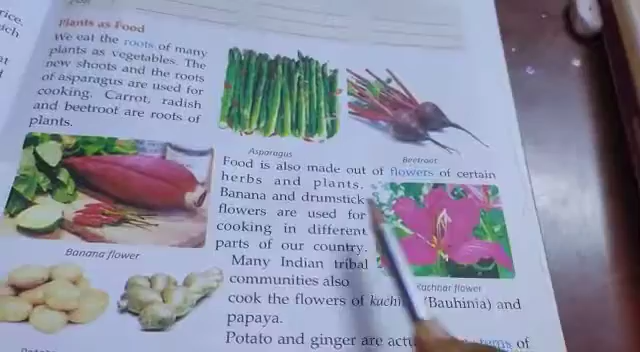 Plants as Food
We eat the roots of many
plants as vegetables. The
new shoots and the roots
of asparagus are used for
cooking. Carrot, radish
and beetroot are roots of
plants.
Asparagus
Beetroot
Food is also made out of flowers of certain
herbs and plants.
Banana and drumstick
flowers are used for
cooking in different
parts of our country.
Many Indian tribal
communities also
cook the flowers of (Bauhinia) and
papaya.
Banana flower
Kachnar flower
Potato and ginger are of